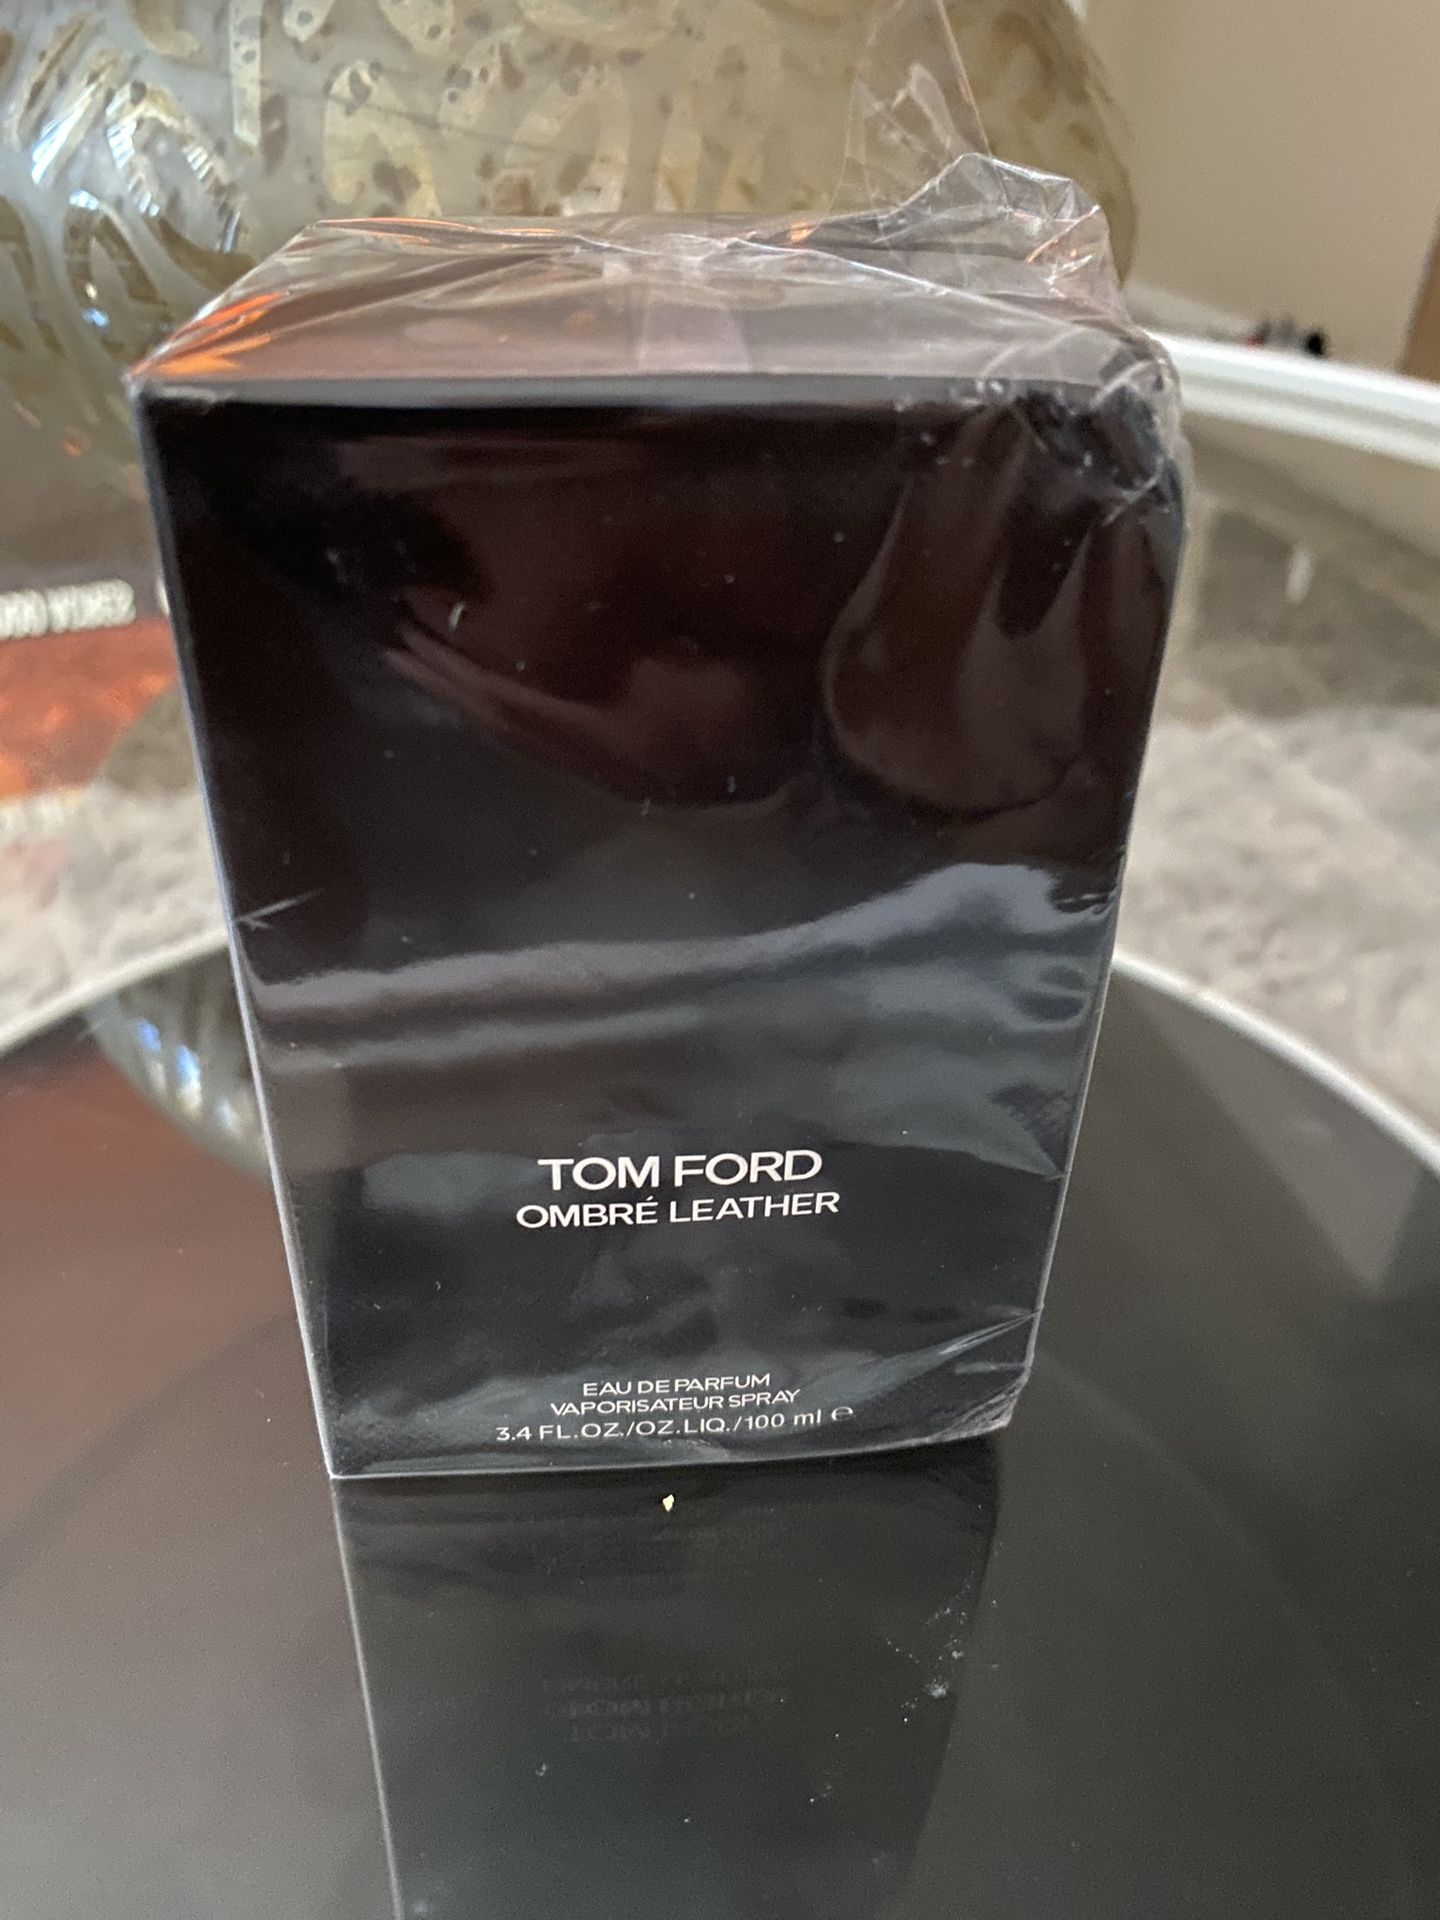 TOM FORD
OMBRÉ LEATHER
EAU DE PARFUM
VAPORISATEUR SPRAY
3.4 FL.OZ./OZ.LIQ./100 ml ℮